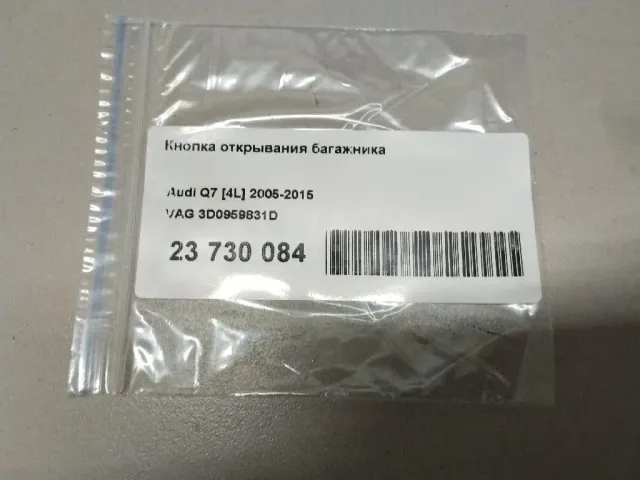 Кнопка открывания багажника
Audi Q7 [4L] 2005-2015
VAG 3D0959831D
23 730 084